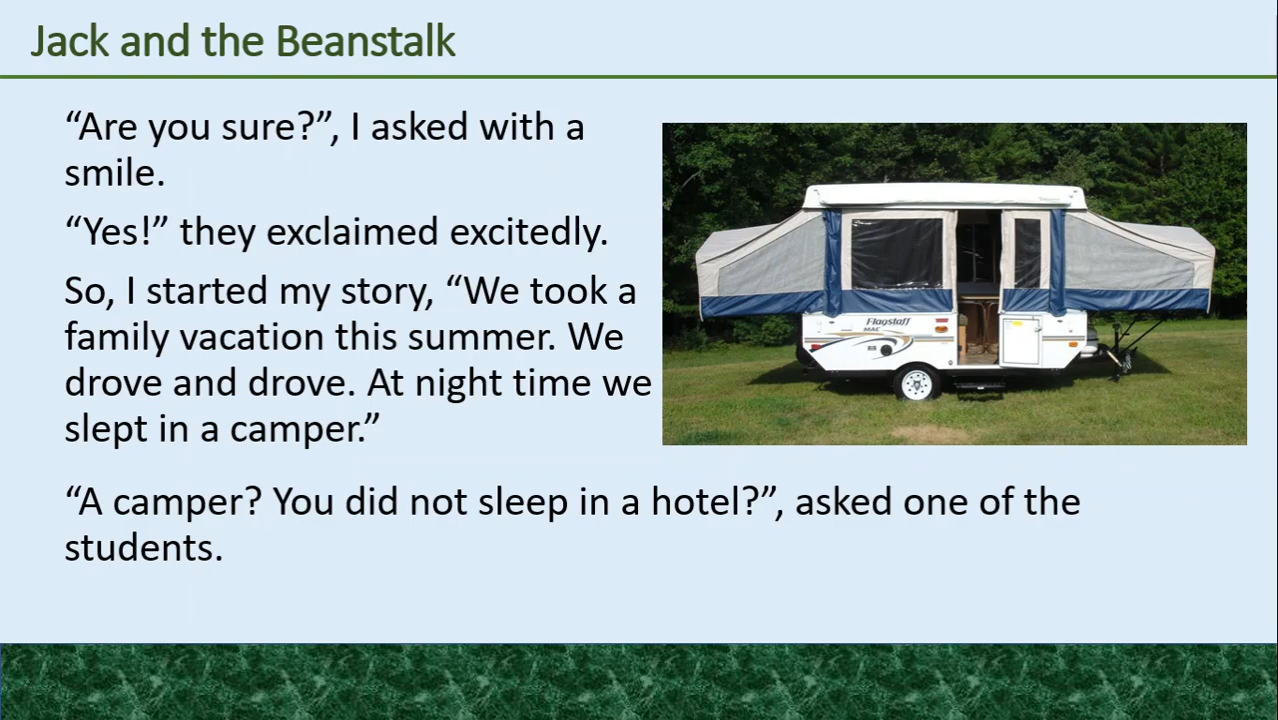 Jack and the Beanstalk
“Are you sure?”, I asked with a
smile.
“Yes!” they exclaimed excitedly.
So, I started my story, “We took a
family vacation this summer. We
drove and drove. At night time we
slept in a camper.”
“A camper? You did not sleep in a hotel?”, asked one of the
students.
Flagstaff
MAC